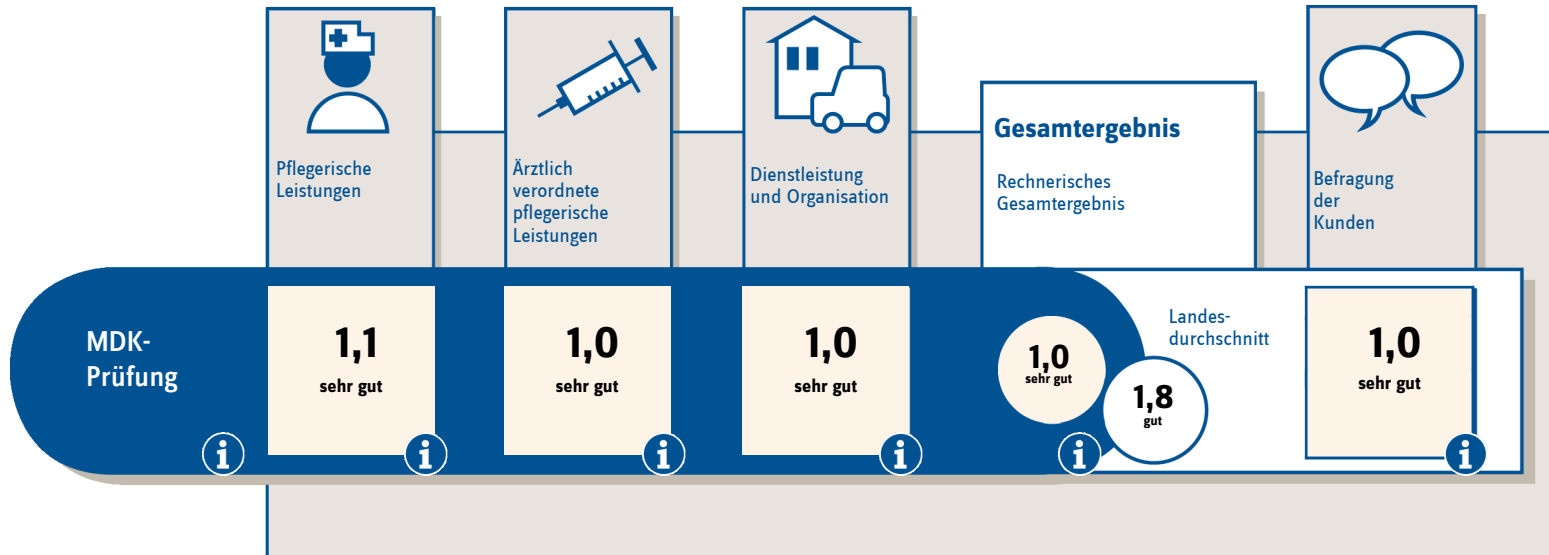 Pflegerische
Leistungen
Ärztlich
verordnete
pflegerische
Leistungen
Dienstleistung
und Organisation
Gesamtergebnis
Rechnerisches
Gesamtergebnis
Befragung
der
Kunden
MDK-
Prüfung
1,1
sehr gut
1,0
sehr gut
1,0
sehr gut
1,0
sehr gut
Landes-
durchschnitt
1,8
gut
1,0
sehr gut
i
i
i
i
i
i